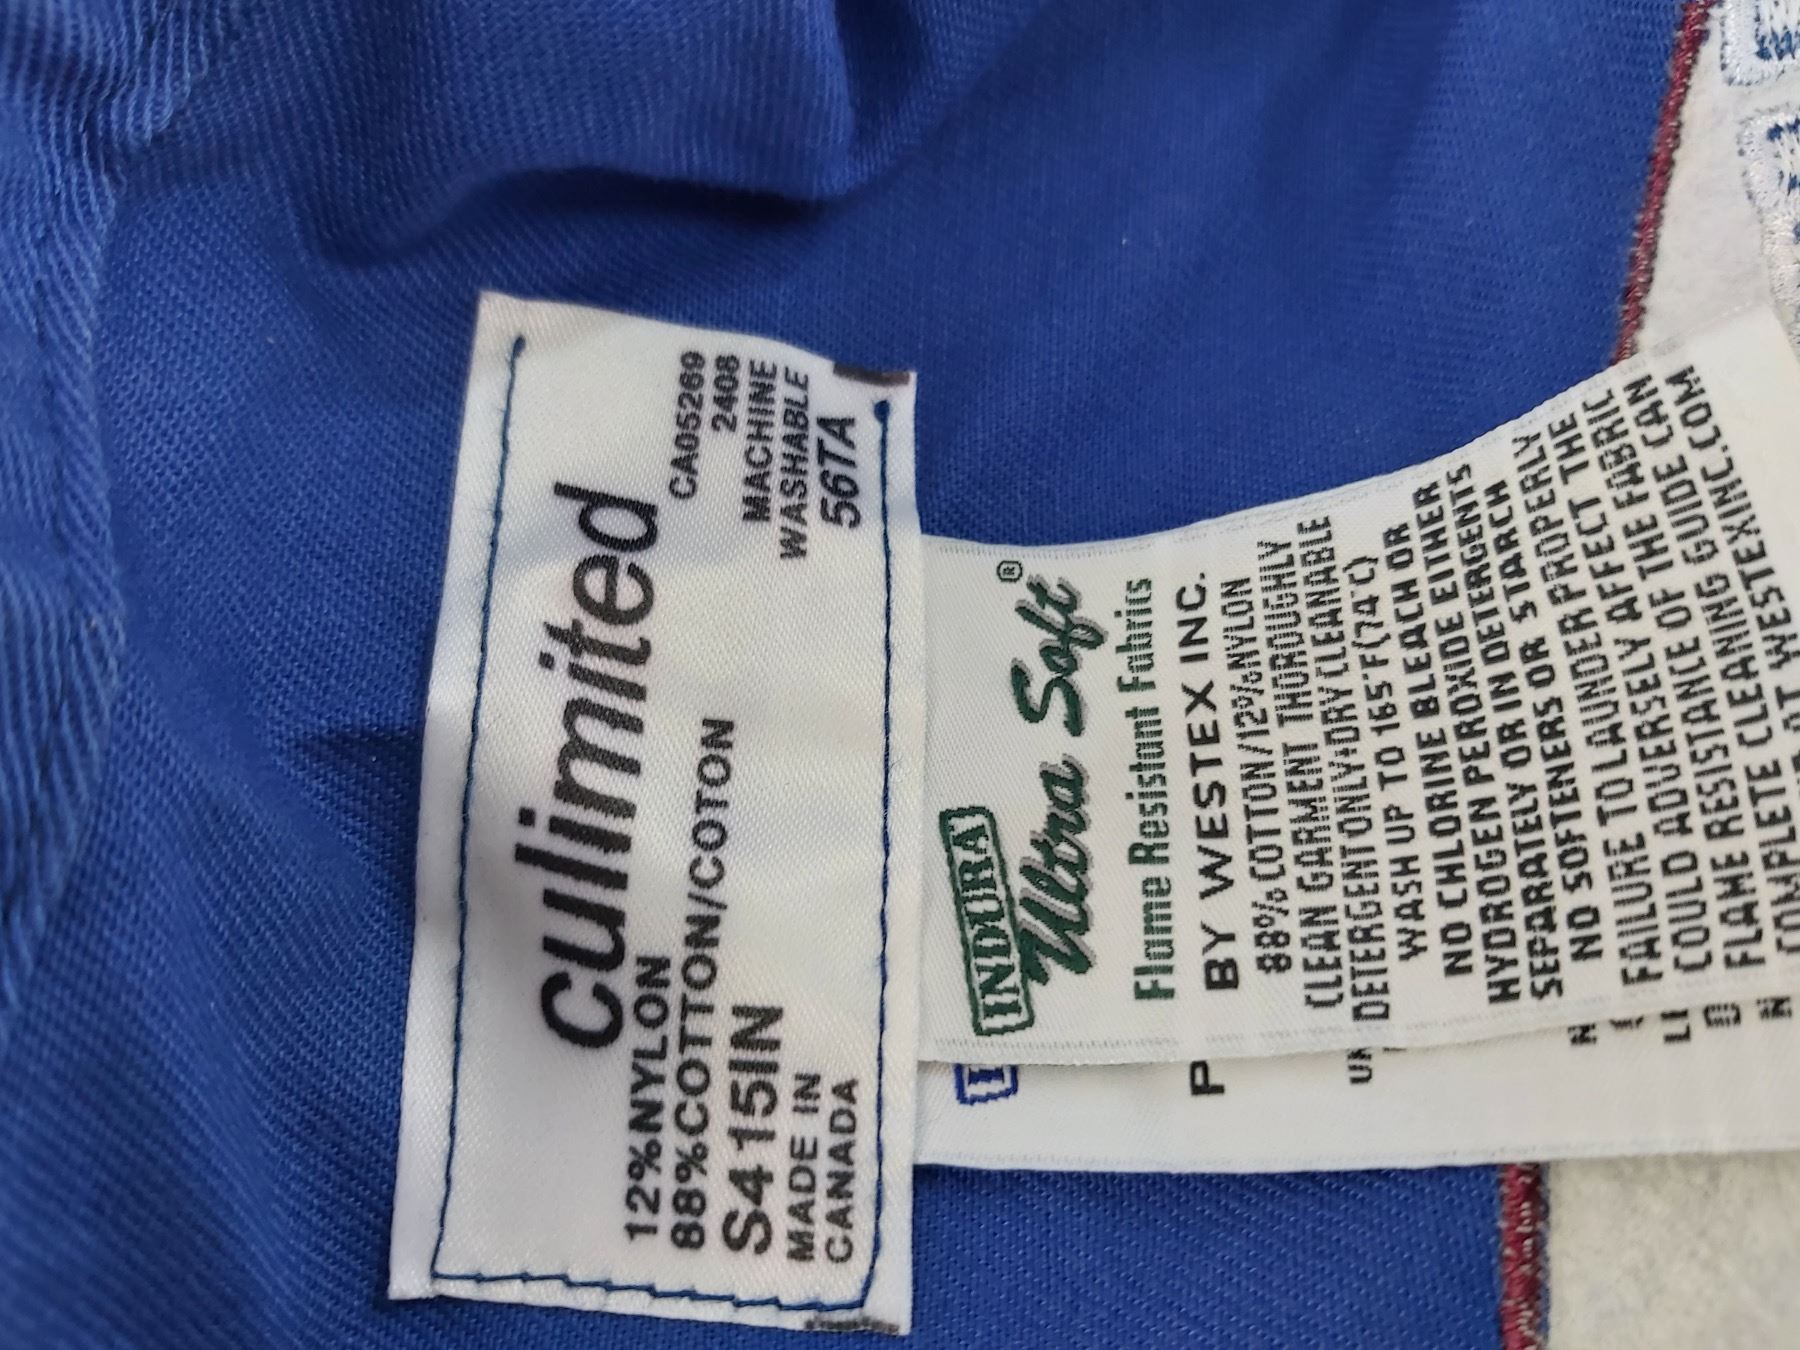 culimited
12%NYLON
88%COTTON/COTON
S415IN
MADE IN
CANADA
CA05269
2408
MACHINE
WASHABLE
56TA
INDURA
Ultra Soft®
Flame Resistant Fabrics
BY WESTEX INC.
88% COTTON/12% NYLON
CLEAN GARMENT THOROUGHLY
DETERGENT ONLY•DRY CLEANABLE
WASH UP TO 165°F(74°C)
NO CHLORINE BLEACH OR
HYDROGEN PEROXIDE EITHER
SEPARATELY OR IN DETERGENTS
NO SOFTENERS OR STARCH
FAILURE TO LAUNDER PROPERLY
COULD ADVERSELY AFFECT THE
FLAME RESISTANCE OF THE FABRIC
COMPLETE CLEANING GUIDE CAN
AT WESTEXINC.COM